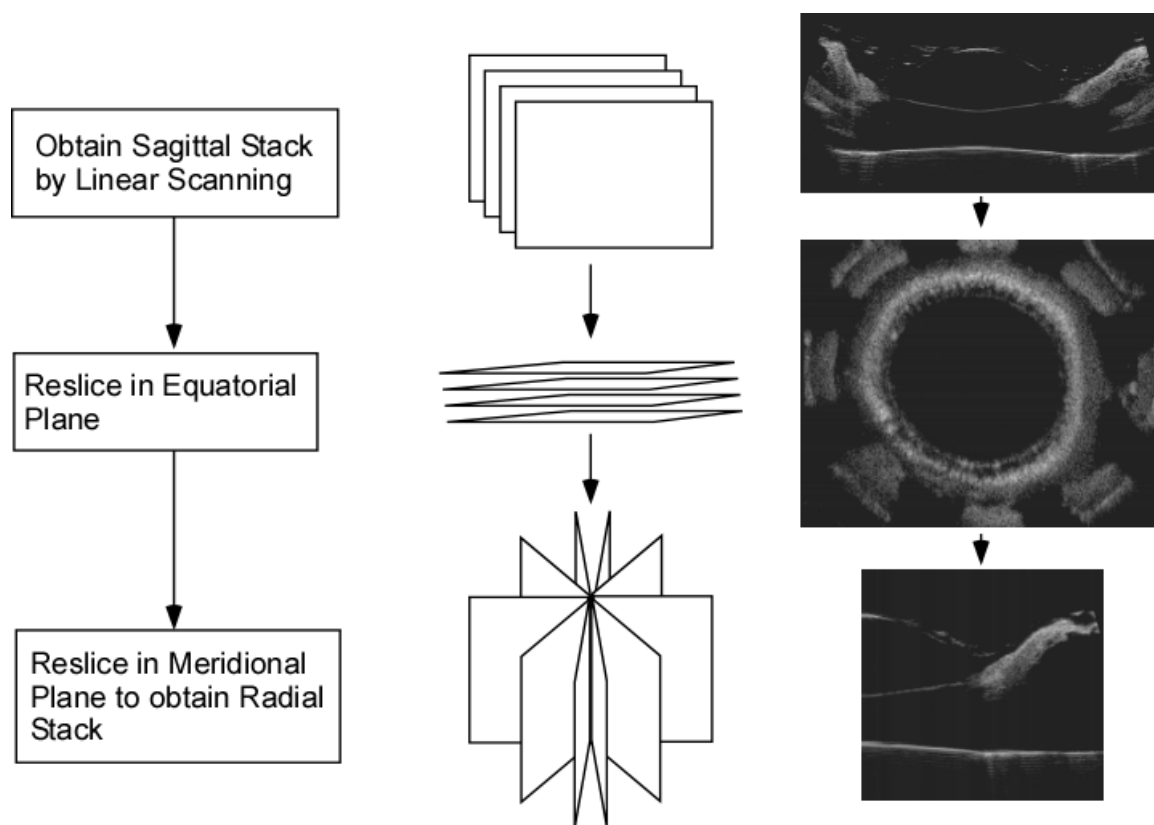 Obtain Sagittal Stack
by Linear Scanning
Reslice in Equatorial
Plane
Reslice in Meridional
Plane to obtain Radial
Stack